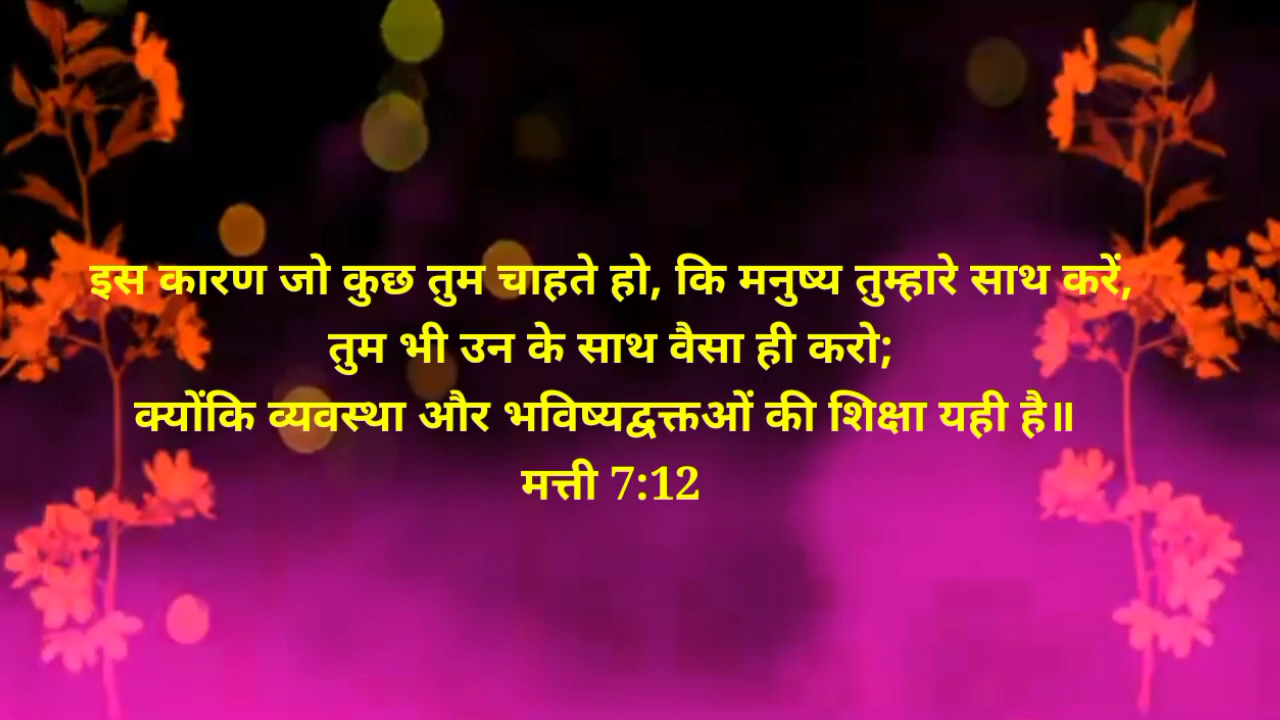 इस कारण जो कुछ तुम चाहते हो, कि मनुष्य तुम्हारे साथ करें,
तुम भी उन के साथ वैसा ही करो;
क्योंकि व्यवस्था और भविष्यद्वक्तओं की शिक्षा यही है॥
मत्ती 7:12